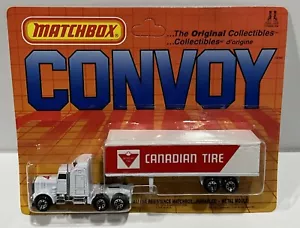 MATCHBOX
...The Original Collectibles...
...Collectibles d'origine
CONVOY
CANADIAN TIRE